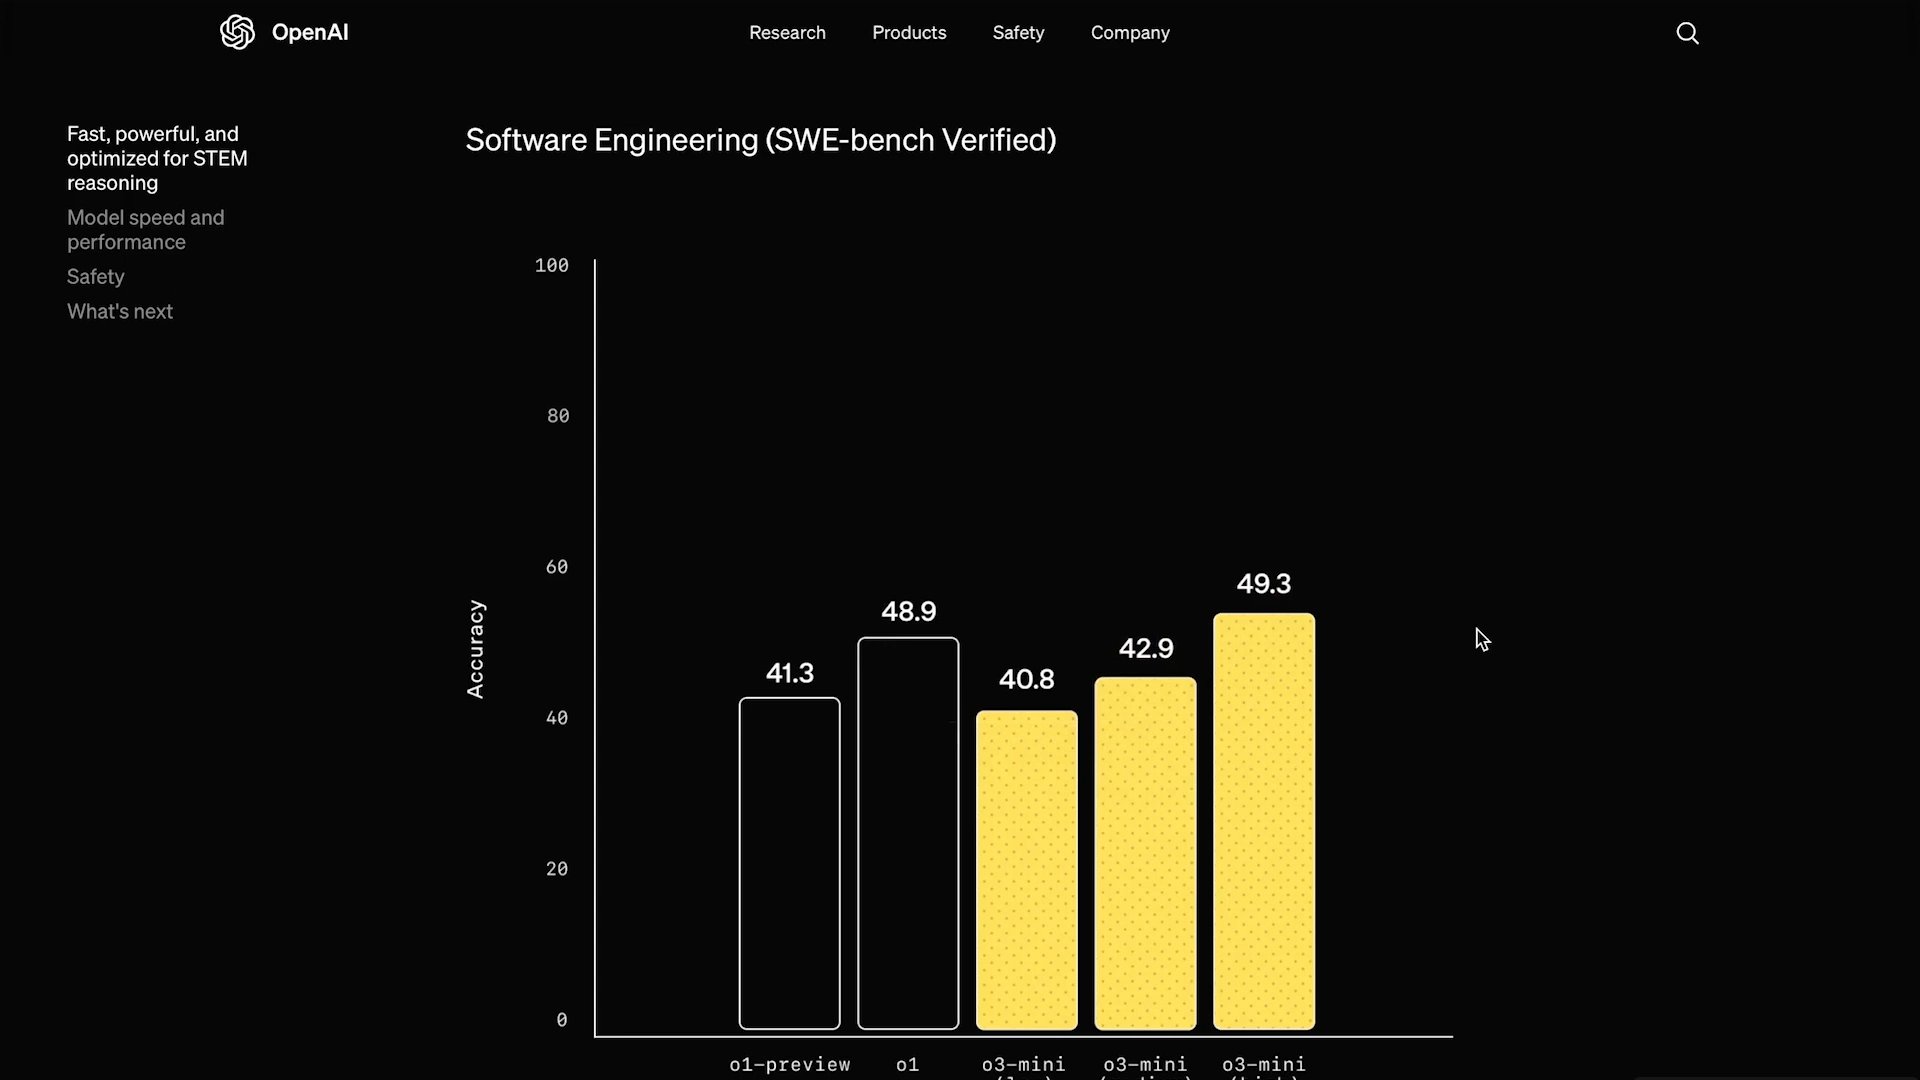 OpenAI
Research
Products
Safety
Company
Fast, powerful, and
optimized for STEM
reasoning
Model speed and
performance
Safety
What's next
Software Engineering (SWE-bench Verified)
100
80
60
40
20
0
Accuracy
41.3
48.9
40.8
42.9
49.3
o1-preview
o1
o3-mini
o3-mini
o3-mini